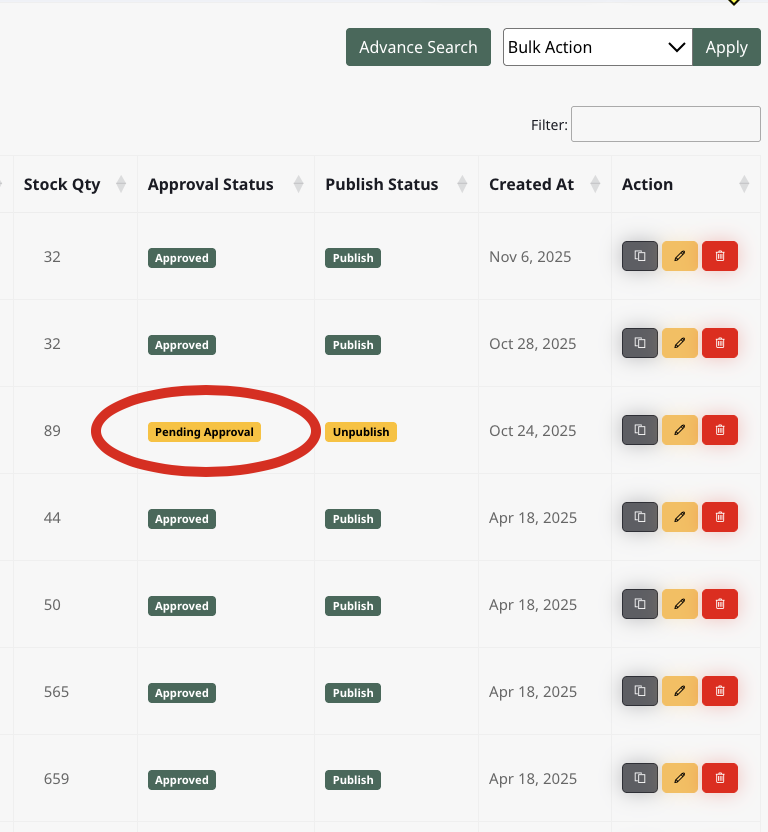 Advance Search Bulk Action Apply
Filter:
Stock Qty Approval Status Publish Status Created At Action
32 Approved Publish Nov 6, 2025
32 Approved Publish Oct 28, 2025
89 Pending Approval Unpublish Oct 24, 2025
44 Approved Publish Apr 18, 2025
50 Approved Publish Apr 18, 2025
565 Approved Publish Apr 18, 2025
659 Approved Publish Apr 18, 2025